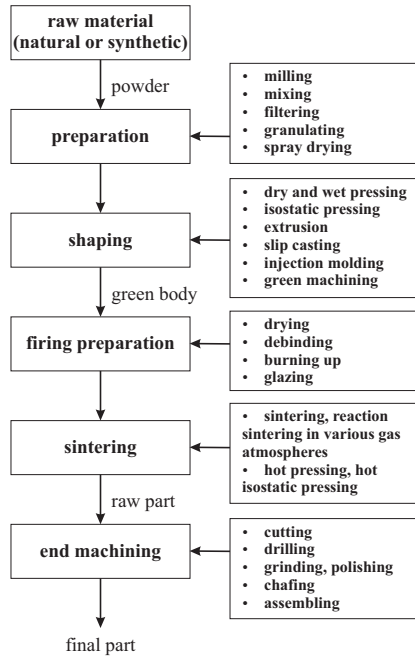 raw material
(natural or synthetic)
powder
preparation
• milling
• mixing
• filtering
• granulating
• spray drying
shaping
• dry and wet pressing
• isostatic pressing
• extrusion
• slip casting
• injection molding
• green machining
green body
firing preparation
• drying
• debinding
• burning up
• glazing
sintering
• sintering, reaction
sintering in various gas
atmospheres
• hot pressing, hot
isostatic pressing
raw part
end machining
• cutting
• drilling
• grinding, polishing
• chafing
• assembling
final part